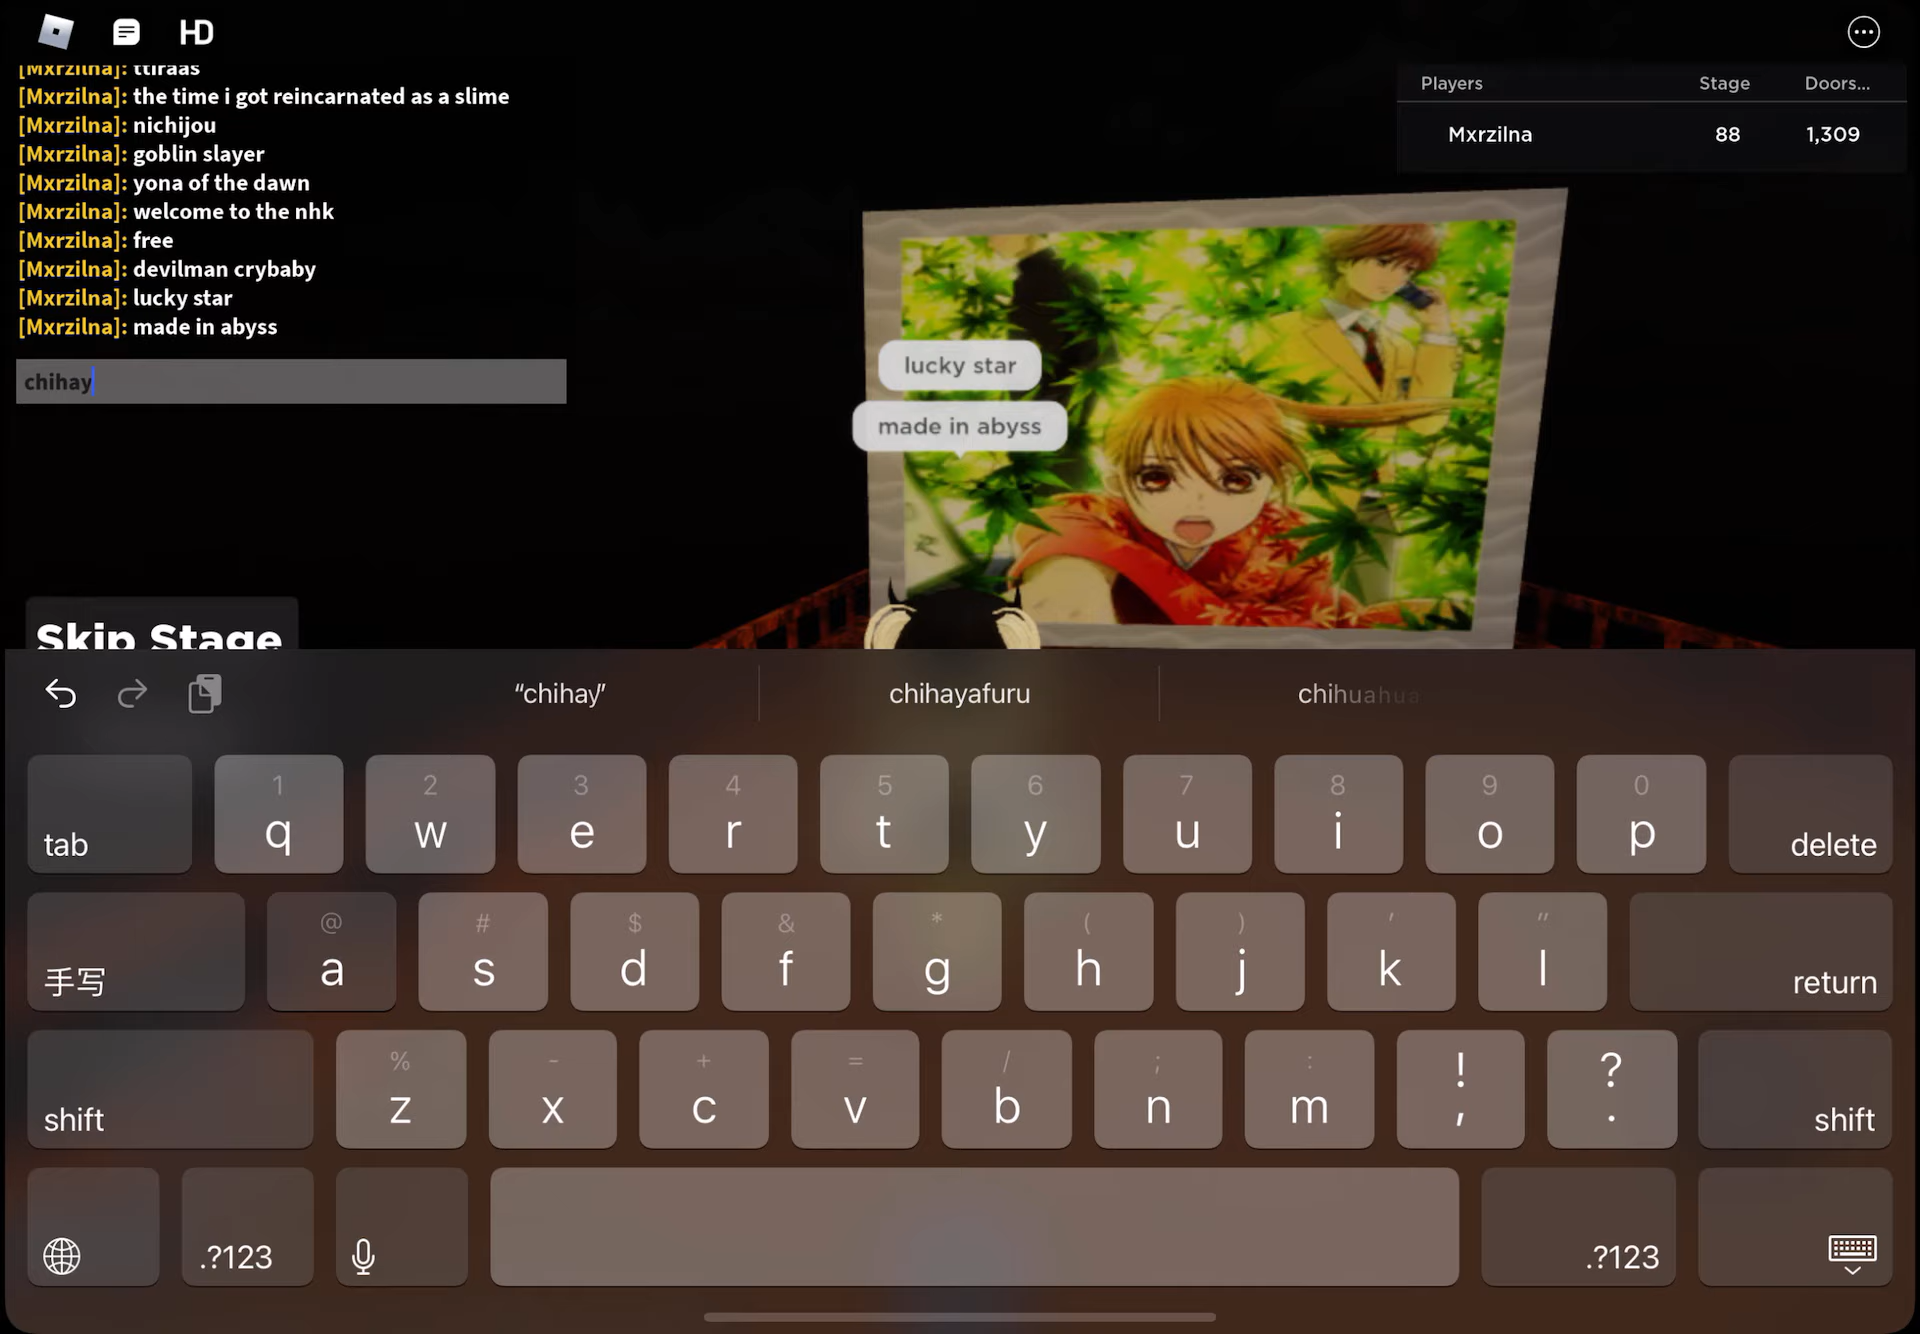 HD
[Mxrzilna]: ttiraas
[Mxrzilna]: the time i got reincarnated as a slime
[Mxrzilna]: nichijou
[Mxrzilna]: goblin slayer
[Mxrzilna]: yona of the dawn
[Mxrzilna]: welcome to the nhk
[Mxrzilna]: free
[Mxrzilna]: devilman crybaby
[Mxrzilna]: lucky star
[Mxrzilna]: made in abyss
chihay
Players Stage Doors...
Mxrzilna 88 1,309
lucky star
made in abyss
Skip Stage
“chihay” chihayafuru chihuahua
1 2 3 4 5 6 7 8 9 0
tab q w e r t y u i o p delete
@ # $ & * ( ) ' "
手写 a s d f g h j k l return
% - + = / ; : ! ?
shift z x c v b n m , . shift
.?123 .?123